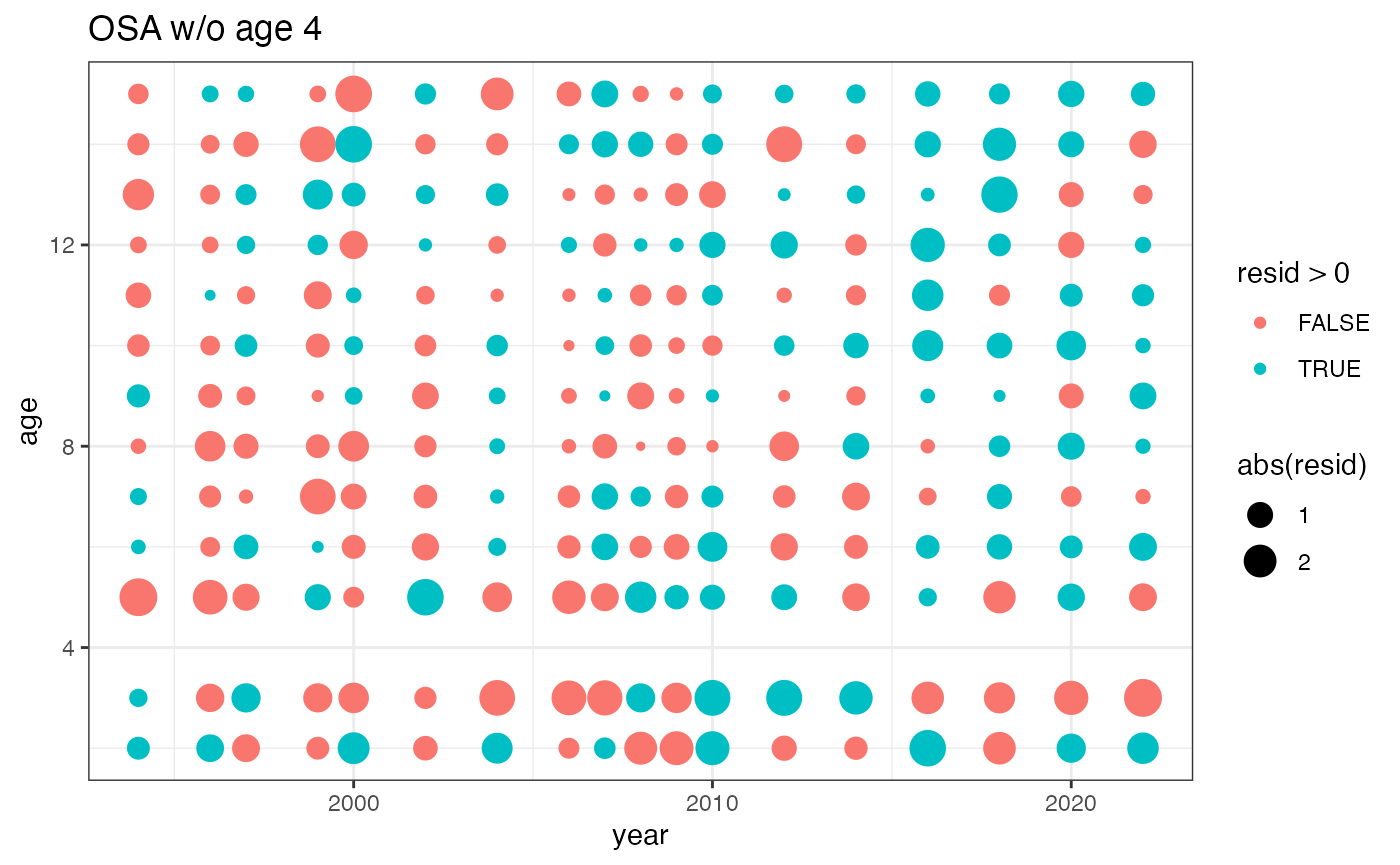 OSA w/o age 4
age
12
8
4
2000
2010
2020
year
resid > 0
FALSE
TRUE
abs(resid)
1
2